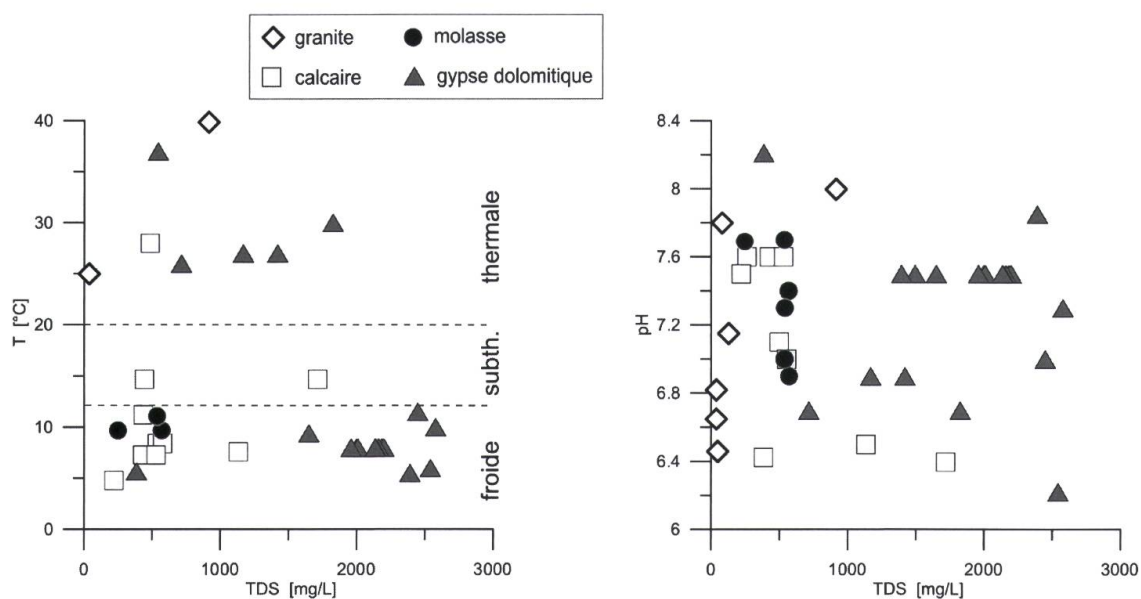 granite molasse
calcaire gypse dolomitique
40
30
20
10
0
T [°C]
thermale
subth.
froide
0 1000 2000 3000
TDS [mg/L]
8.4
8
7.6
7.2
6.8
6.4
6
pH
0 1000 2000 3000
TDS [mg/L]